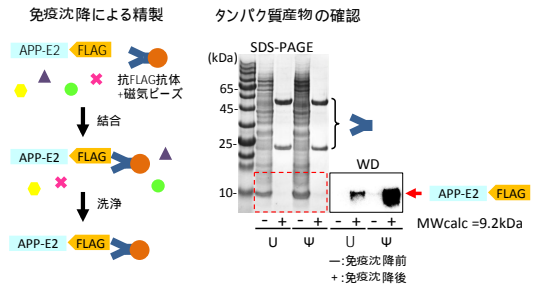 免疫沈降による精製
APP-E2 FLAG
抗FLAG抗体
+磁気ビーズ
結合
APP-E2 FLAG
洗浄
APP-E2 FLAG
タンパク質産物の確認
SDS-PAGE
(kDa)
65-
45-
25-
10-
WD
APP-E2 FLAG
- + - + - + - +
U Ψ U Ψ
MWcalc =9.2kDa
—:免疫沈降前
+:免疫沈降後